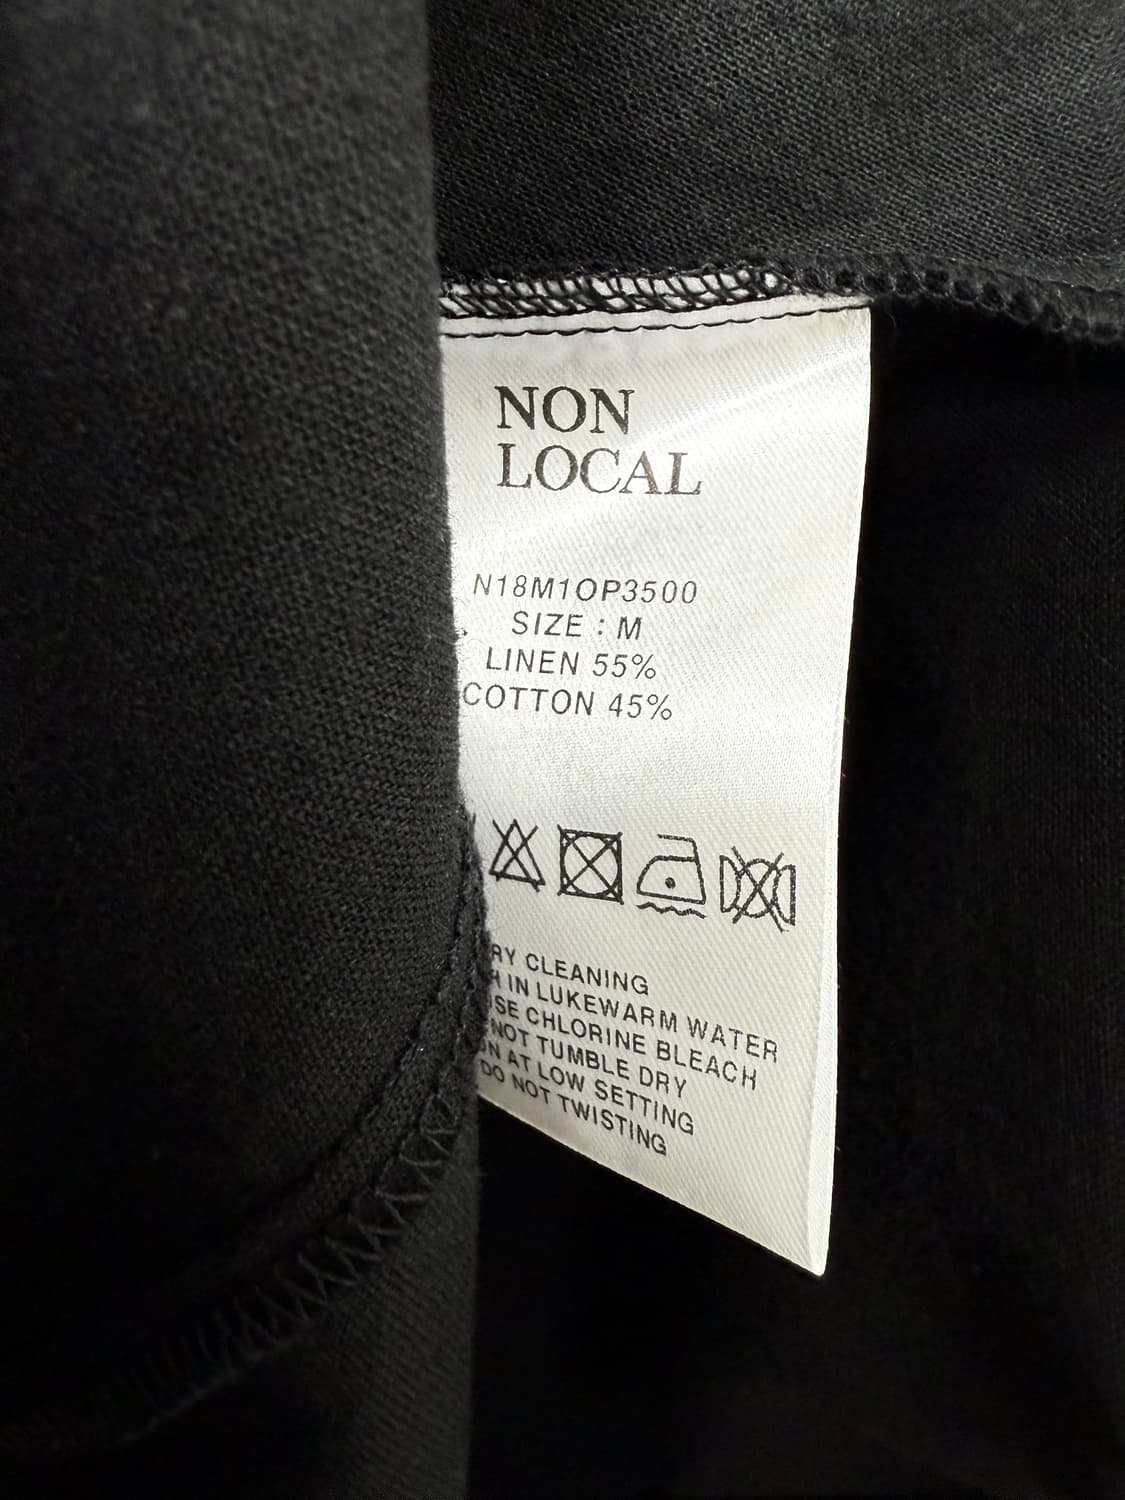 NON
LOCAL
N18M1OP3500
SIZE : M
LINEN 55%
COTTON 45%
CLEANING
IN LUKEWARM WATER
CHLORINE BLEACH
NOT TUMBLE DRY
AT LOW SETTING
DO NOT TWISTING